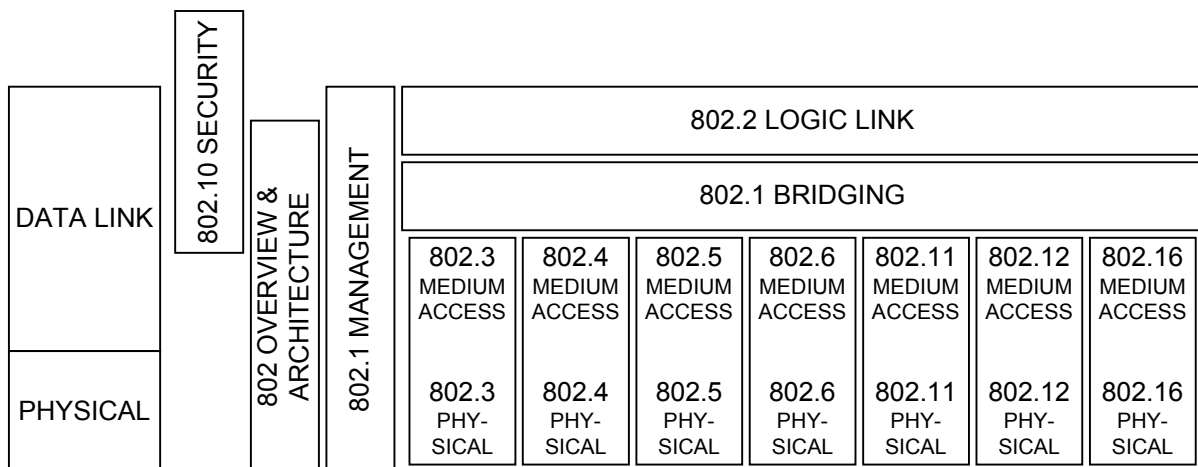 DATA LINK
PHYSICAL
802.10 SECURITY
802 OVERVIEW &
ARCHITECTURE
802.1 MANAGEMENT
802.2 LOGIC LINK
802.1 BRIDGING
802.3
MEDIUM
ACCESS
802.3
PHY-
SICAL
802.4
MEDIUM
ACCESS
802.4
PHY-
SICAL
802.5
MEDIUM
ACCESS
802.5
PHY-
SICAL
802.6
MEDIUM
ACCESS
802.6
PHY-
SICAL
802.11
MEDIUM
ACCESS
802.11
PHY-
SICAL
802.12
MEDIUM
ACCESS
802.12
PHY-
SICAL
802.16
MEDIUM
ACCESS
802.16
PHY-
SICAL